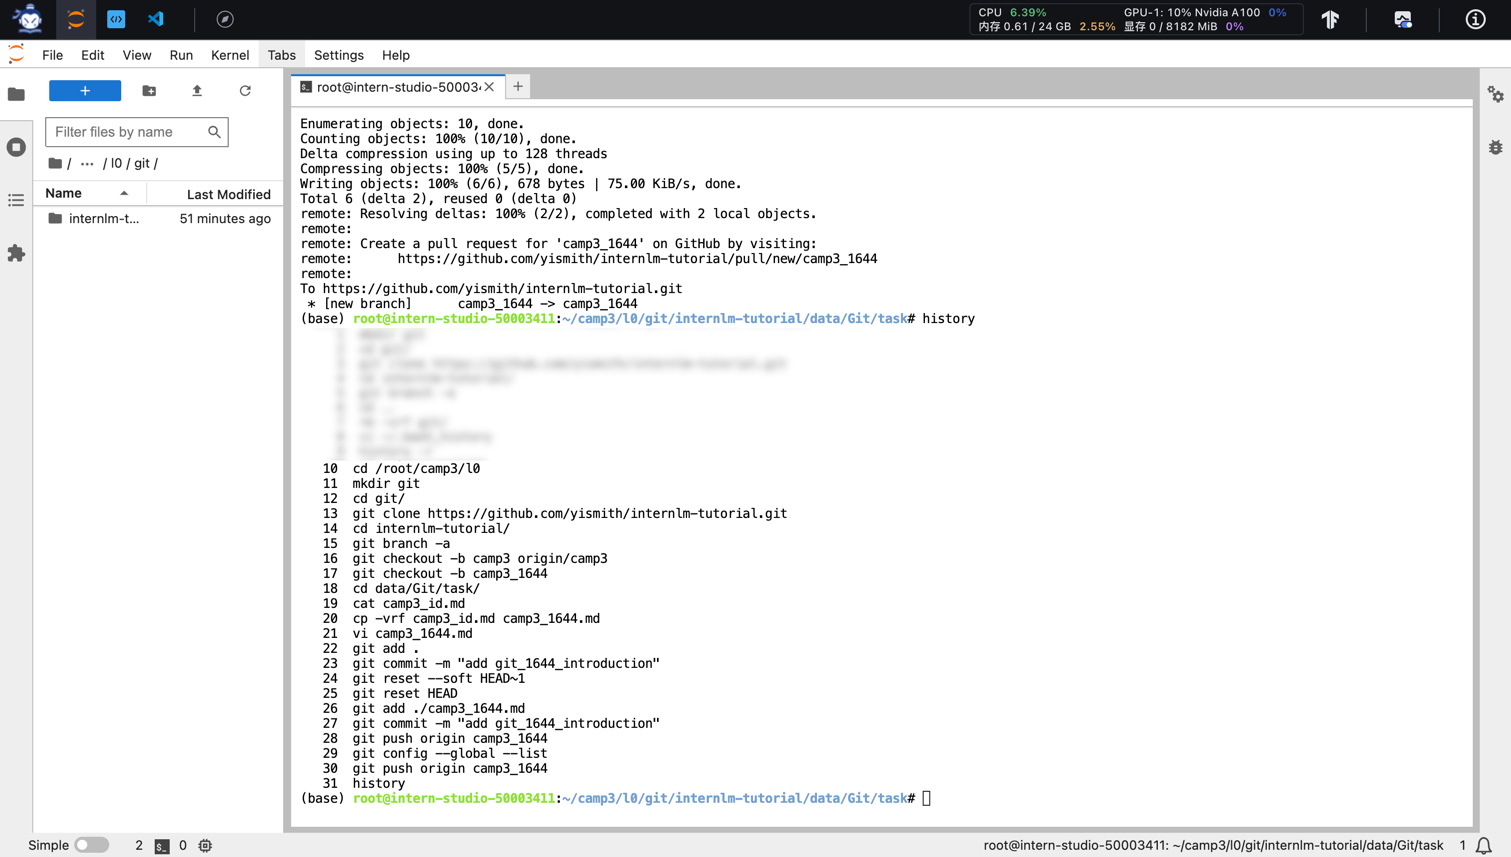 CPU 6.39% GPU-1: 10% Nvidia A100 0%
内存 0.61 / 24 GB 2.55% 显存 0 / 8182 MiB 0%
File Edit View Run Kernel Tabs Settings Help
root@intern-studio-50003
Filter files by name
/ ··· / l0 / git /
Name Last Modified
internlm-t... 51 minutes ago
Enumerating objects: 10, done.
Counting objects: 100% (10/10), done.
Delta compression using up to 128 threads
Compressing objects: 100% (5/5), done.
Writing objects: 100% (6/6), 678 bytes | 75.00 KiB/s, done.
Total 6 (delta 2), reused 0 (delta 0)
remote: Resolving deltas: 100% (2/2), completed with 2 local objects.
remote:
remote: Create a pull request for 'camp3_1644' on GitHub by visiting:
remote:      https://github.com/yismith/internlm-tutorial/pull/new/camp3_1644
remote:
To https://github.com/yismith/internlm-tutorial.git
 * [new branch]      camp3_1644 -> camp3_1644
(base) root@intern-studio-50003411:~/camp3/l0/git/internlm-tutorial/data/Git/task# history
10  cd /root/camp3/l0
11  mkdir git
12  cd git/
13  git clone https://github.com/yismith/internlm-tutorial.git
14  cd internlm-tutorial/
15  git branch -a
16  git checkout -b camp3 origin/camp3
17  git checkout -b camp3_1644
18  cd data/Git/task/
19  cat camp3_id.md
20  cp -vrf camp3_id.md camp3_1644.md
21  vi camp3_1644.md
22  git add .
23  git commit -m "add git_1644_introduction"
24  git reset --soft HEAD~1
25  git reset HEAD
26  git add ./camp3_1644.md
27  git commit -m "add git_1644_introduction"
28  git push origin camp3_1644
29  git config --global --list
30  git push origin camp3_1644
31  history
(base) root@intern-studio-50003411:~/camp3/l0/git/internlm-tutorial/data/Git/task#
Simple 2 0 root@intern-studio-50003411: ~/camp3/l0/git/internlm-tutorial/data/Git/task 1